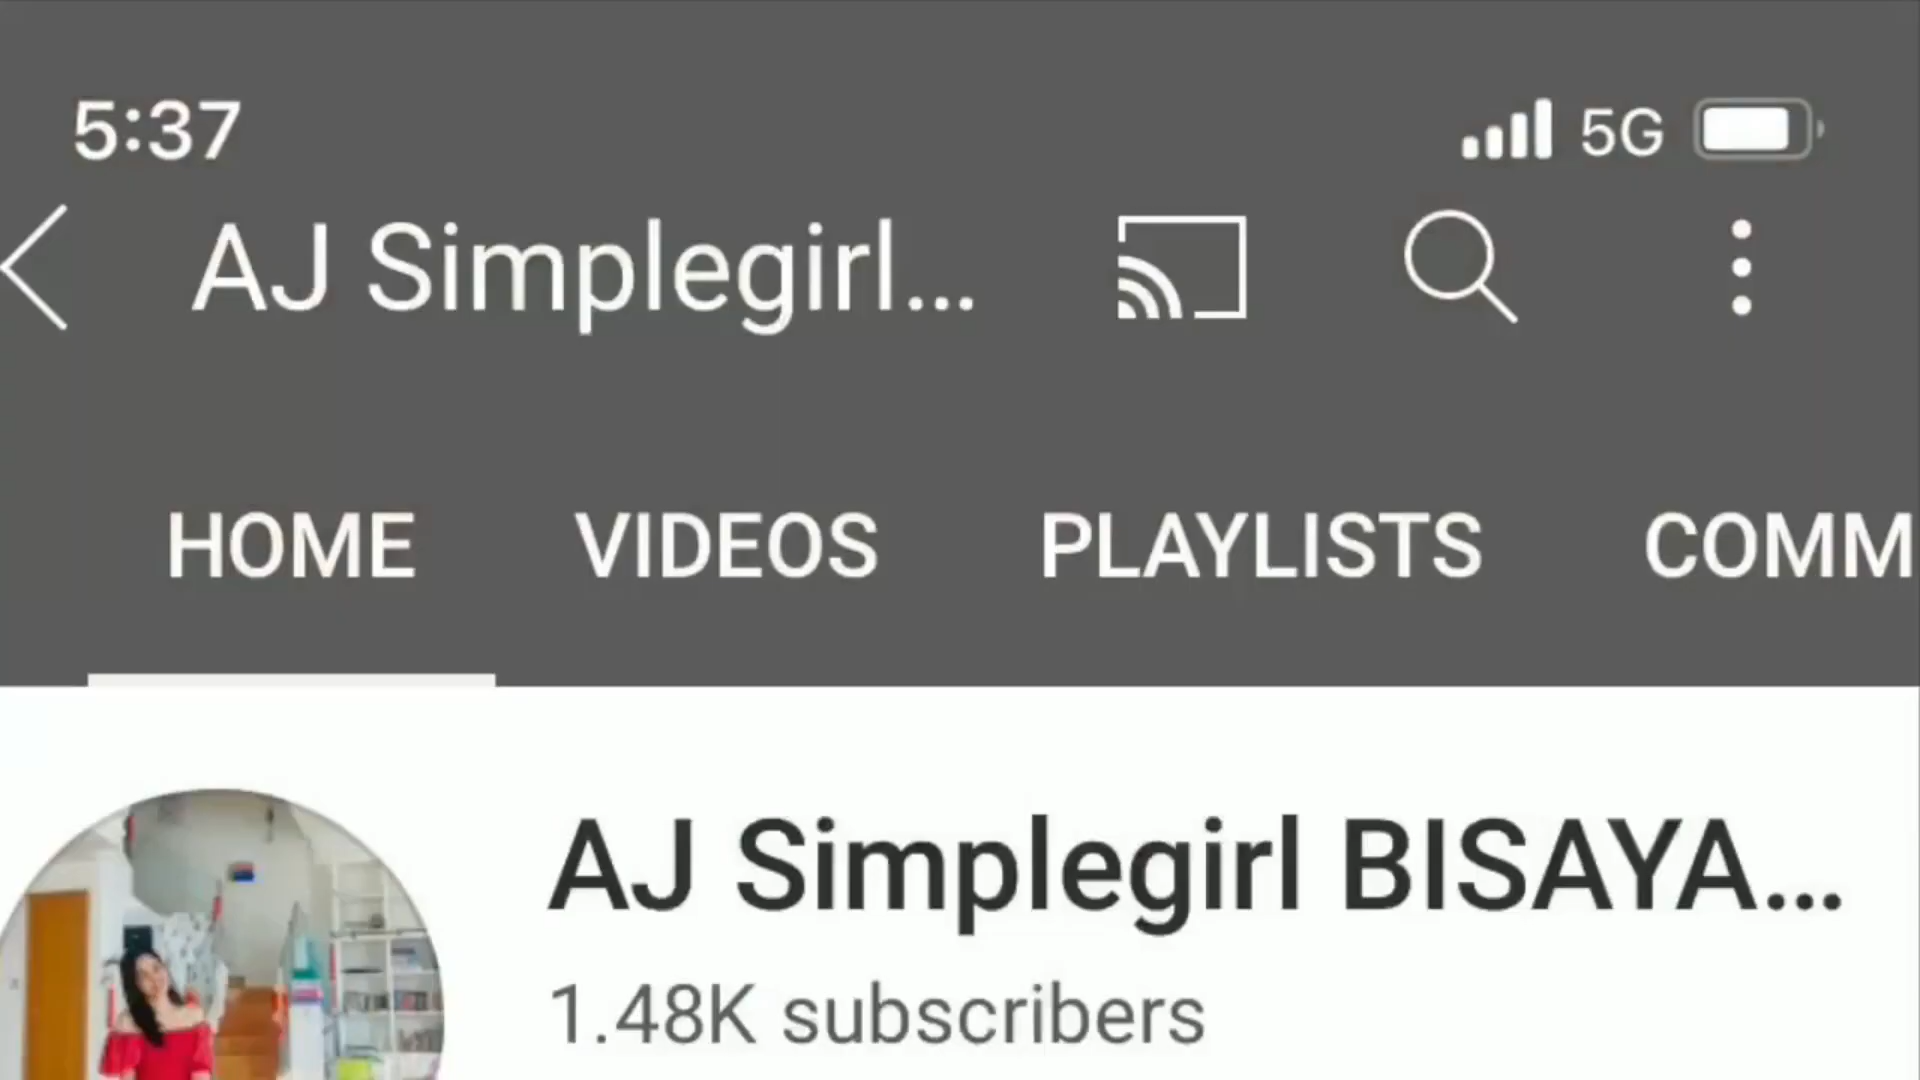 5:37 5G
AJ Simplegirl...
HOME VIDEOS PLAYLISTS COMM
AJ Simplegirl BISAYA...
1.48K subscribers